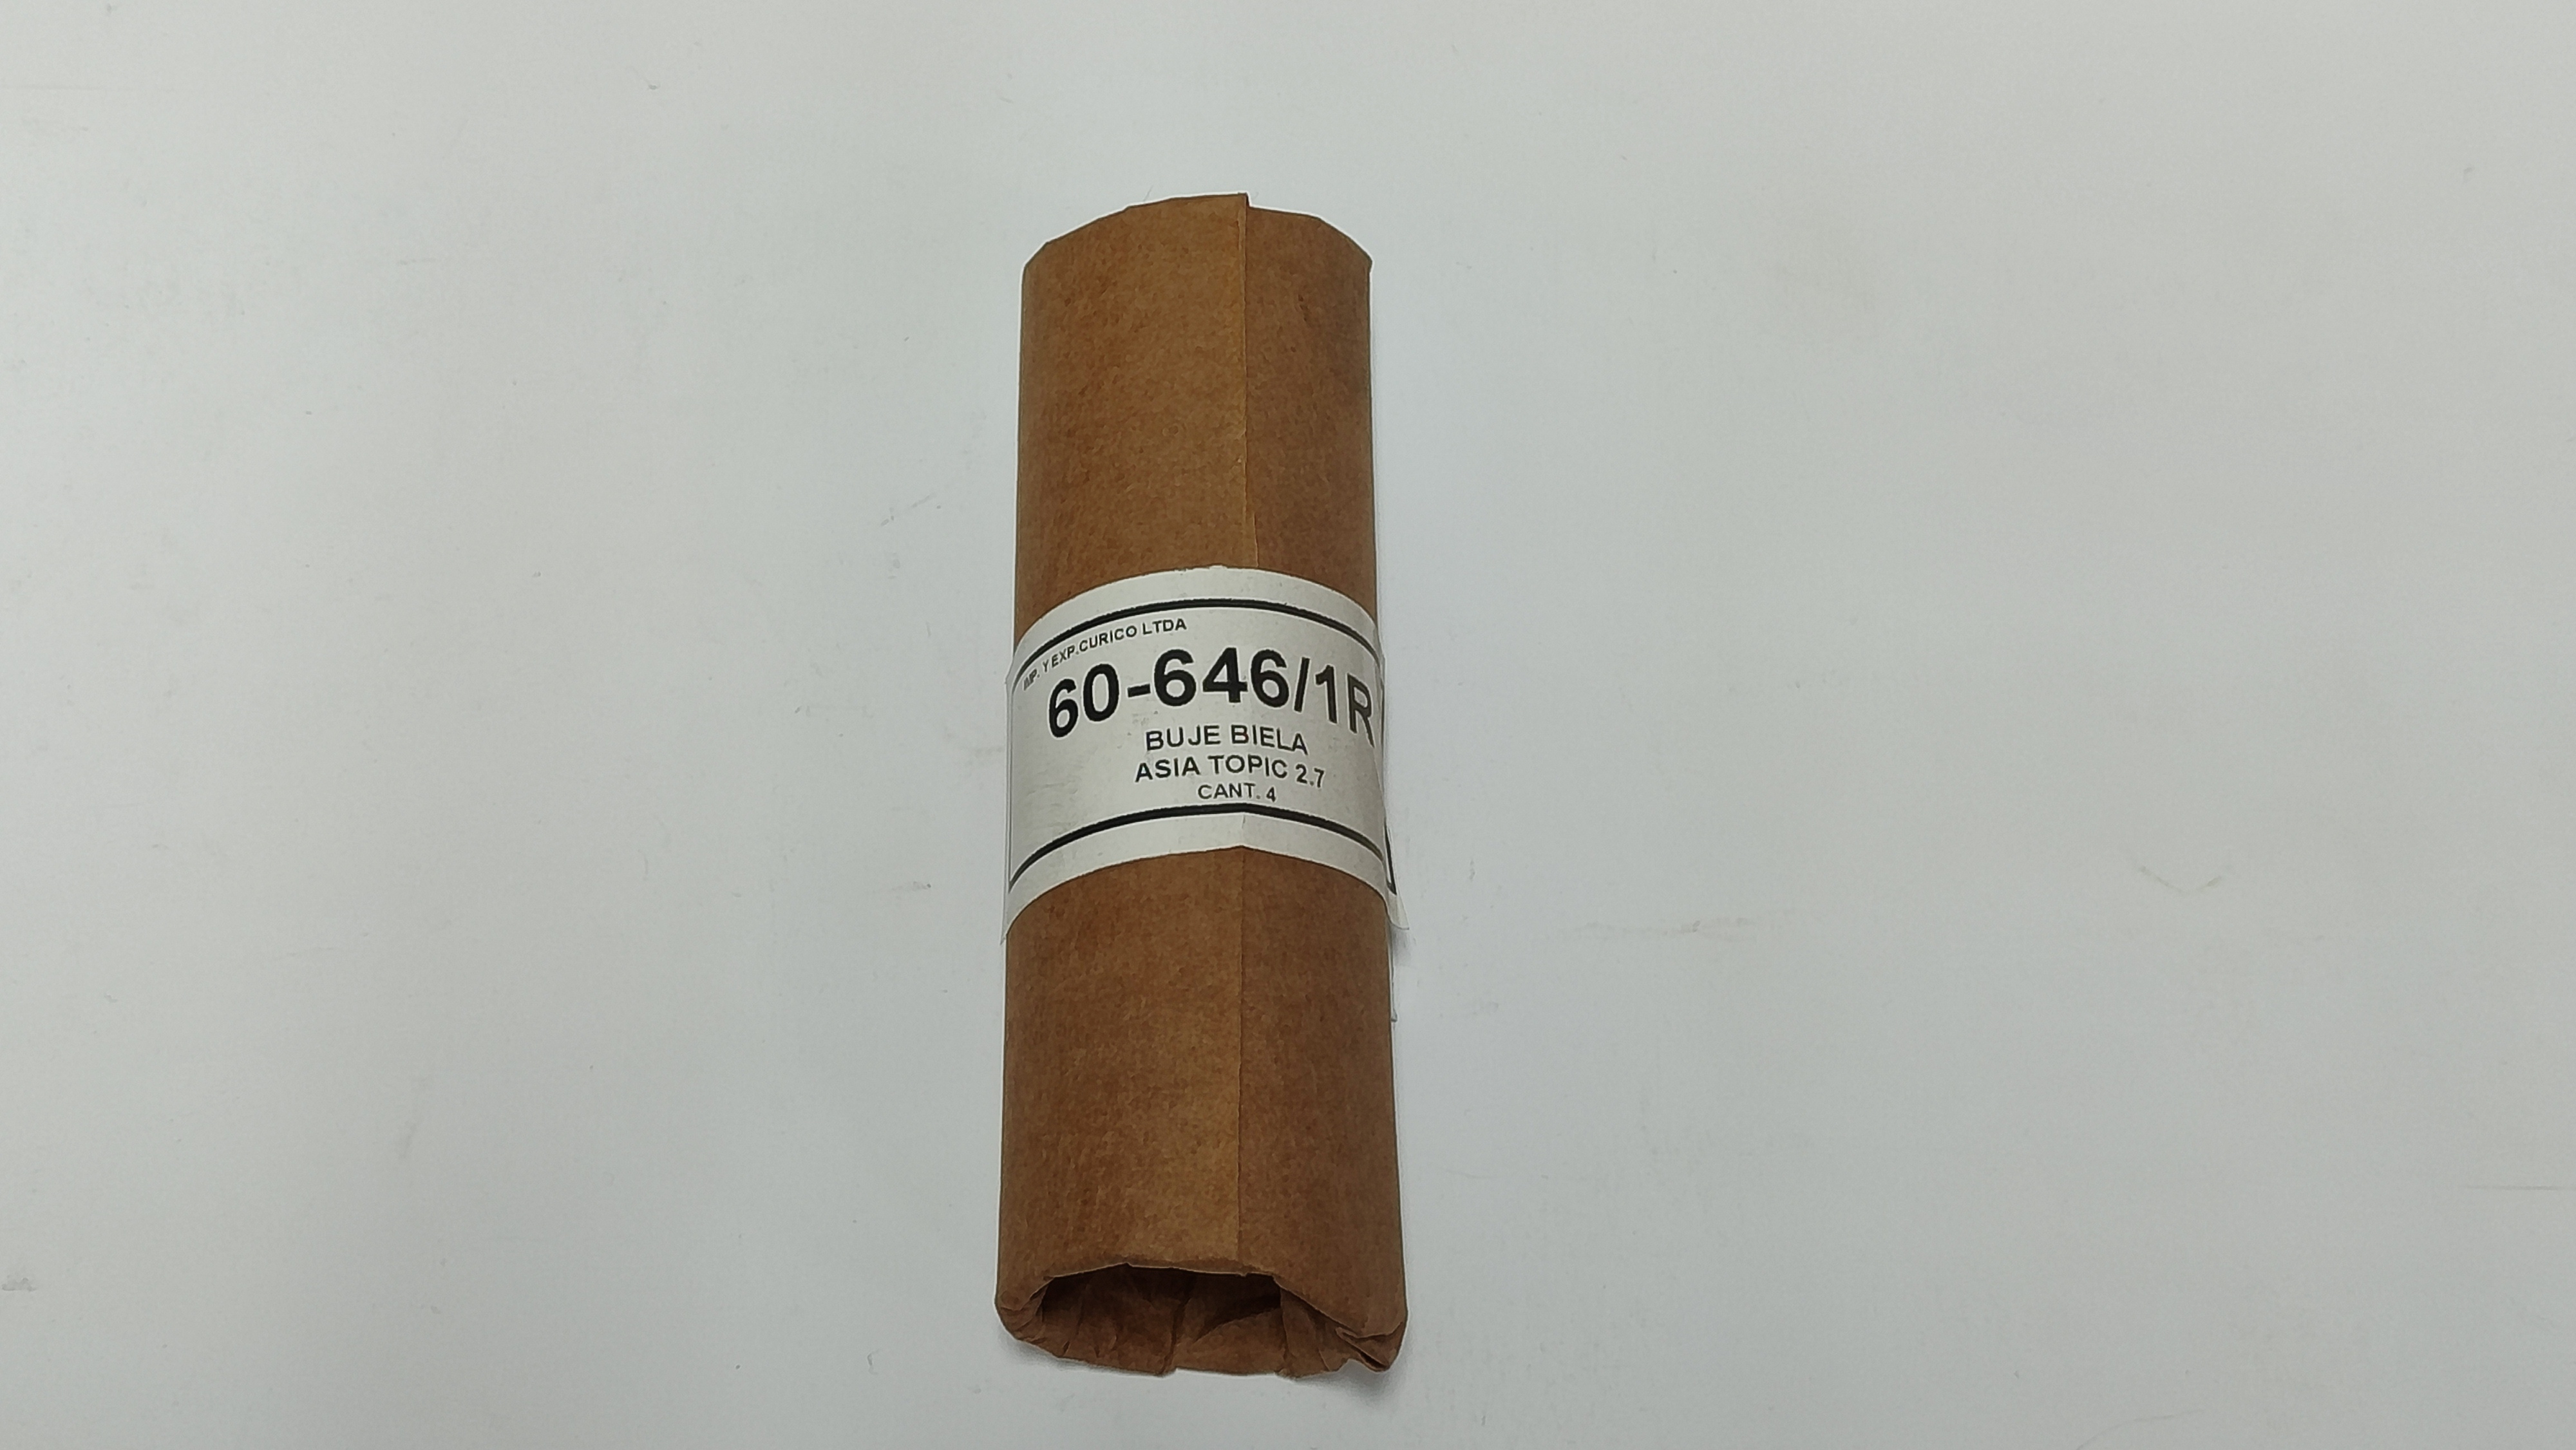 IMP. Y EXP.CURICO LTDA
60-646/1R
BUJE BIELA
ASIA TOPIC 2.7
CANT. 4